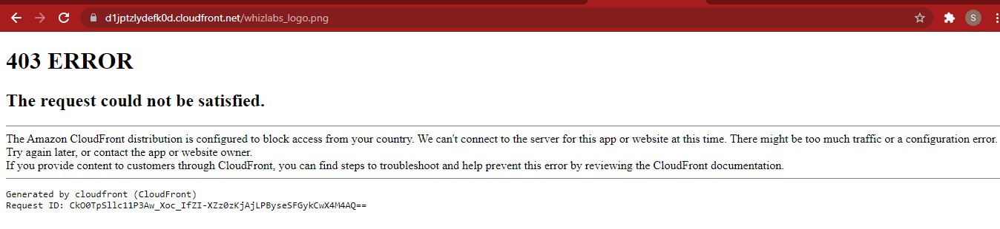 d1jptzlydefk0d.cloudfront.net/whizlabs_logo.png
S
403 ERROR
The request could not be satisfied.
The Amazon CloudFront distribution is configured to block access from your country. We can't connect to the server for this app or website at this time. There might be too much traffic or a configuration error.
Try again later, or contact the app or website owner.
If you provide content to customers through CloudFront, you can find steps to troubleshoot and help prevent this error by reviewing the CloudFront documentation.
Generated by cloudfront (CloudFront)
Request ID: CkO0TpSllc11P3Aw_Xoc_IfZI-XZz0zKjAjLPByseSFGykCwX4M4AQ==